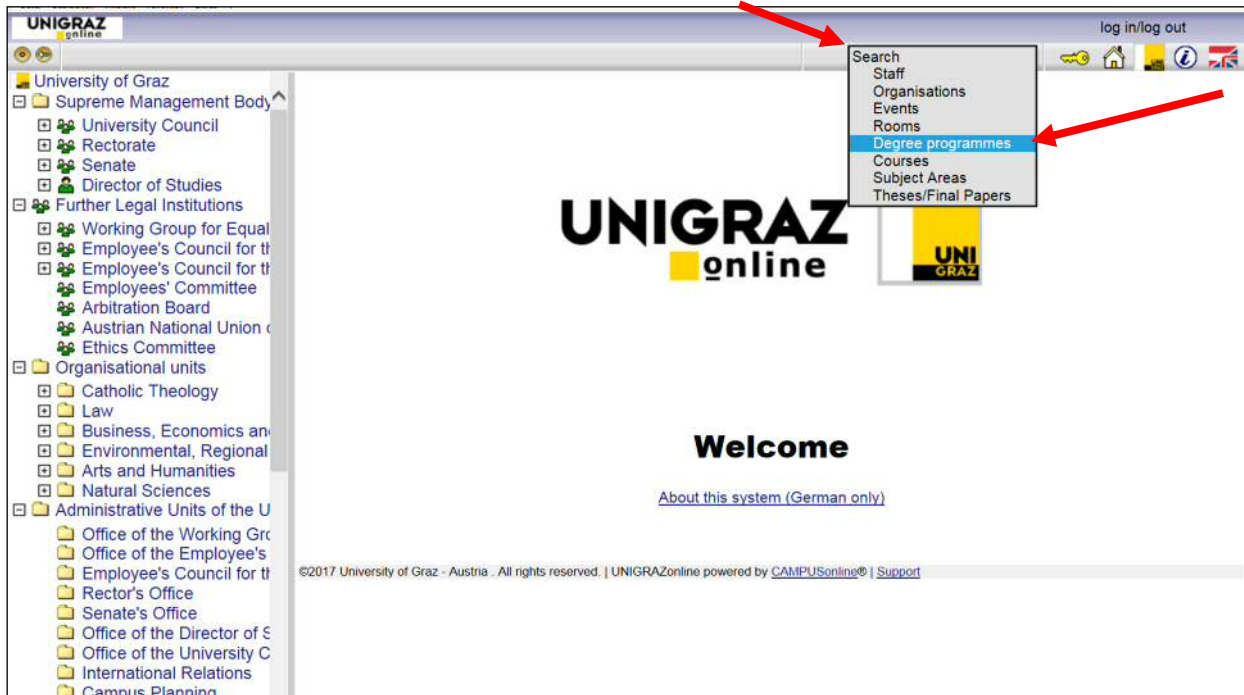 UNIGRAZ
online
log in/log out
Search
Staff
Organisations
Events
Rooms
Degree programmes
Courses
Subject Areas
Theses/Final Papers
University of Graz
Supreme Management Body
University Council
Rectorate
Senate
Director of Studies
Further Legal Institutions
Working Group for Equal
Employee's Council for th
Employee's Council for th
Employees' Committee
Arbitration Board
Austrian National Union
Ethics Committee
Organisational units
Catholic Theology
Law
Business, Economics an
Environmental, Regional
Arts and Humanities
Natural Sciences
Administrative Units of the U
Office of the Working Gr
Office of the Employee's
Employee's Council for th
Rector's Office
Senate's Office
Office of the Director of S
Office of the University C
International Relations
Campus Planning
UNIGRAZ
online
UNI
GRAZ
Welcome
About this system (German only)
©2017 University of Graz - Austria . All rights reserved. | UNIGRAZonline powered by CAMPUSonline® | Support